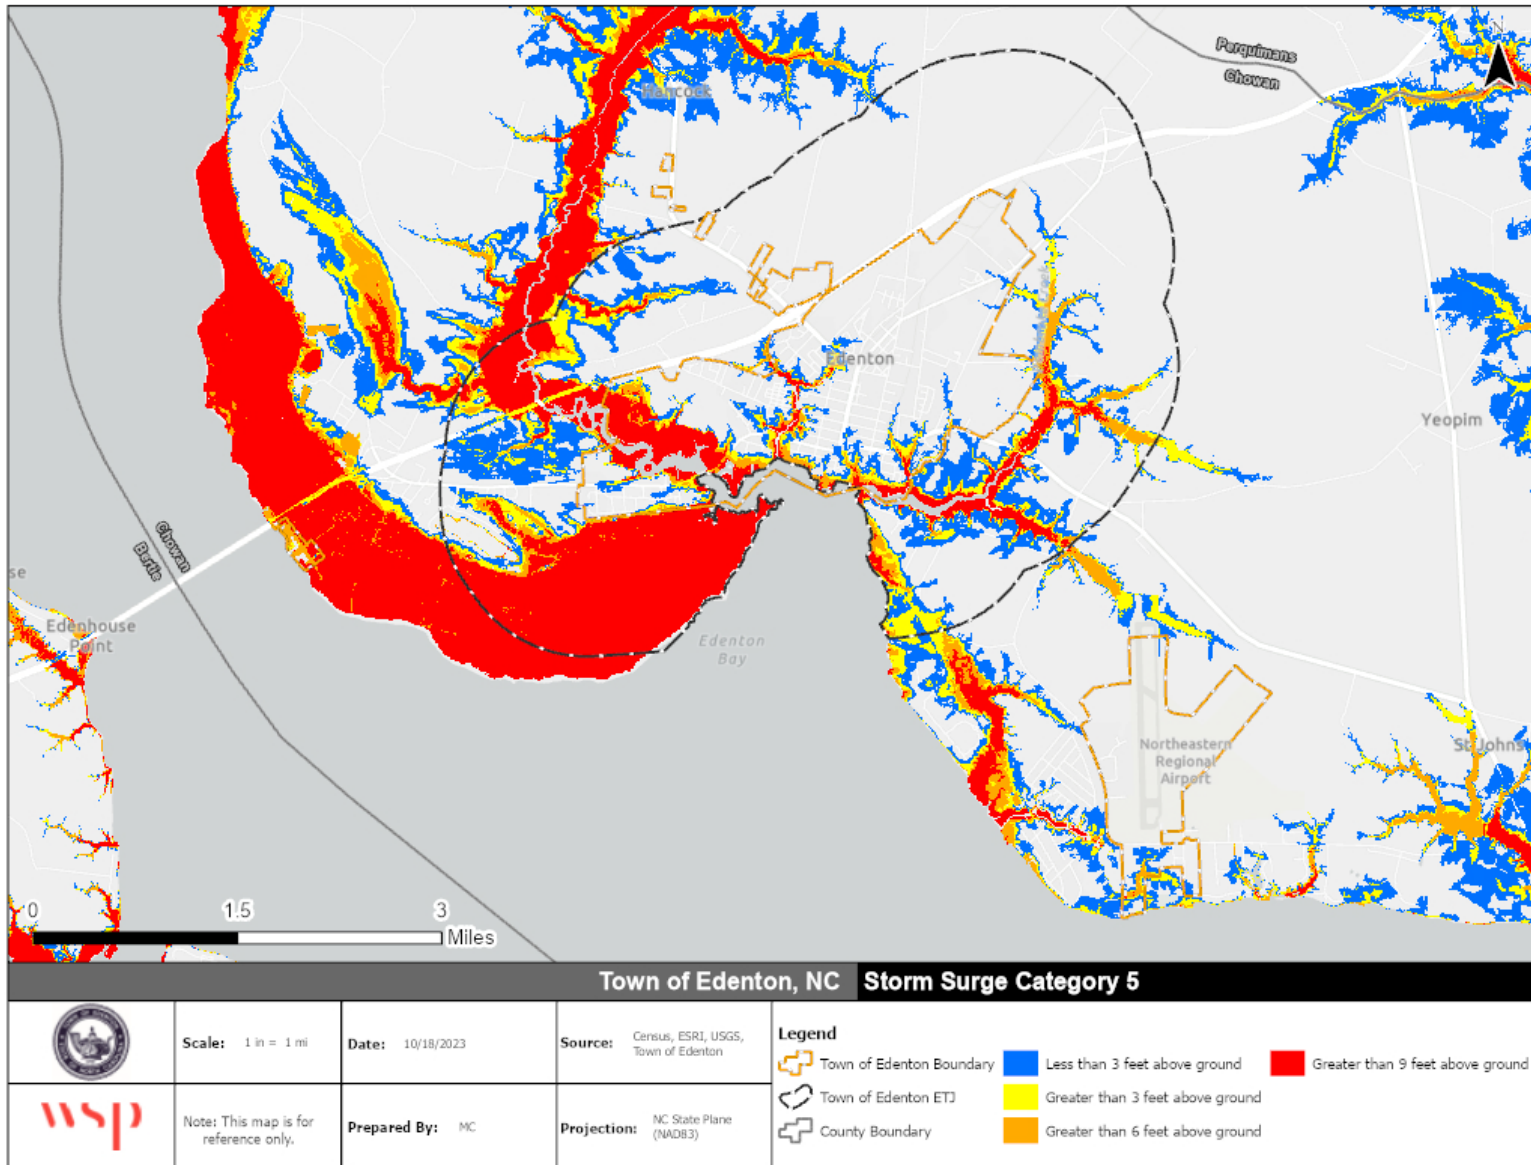 Perquimans
Chowan
N
Hancock
Edenton
Yeopim
Chowan
Bertie
se
Edenhouse
Point
Edenton
Bay
Northeastern
Regional
Airport
St Johns
0 1.5 3
Miles
Town of Edenton, NC Storm Surge Category 5
Scale: 1 in = 1 mi
Date: 10/18/2023
Source: Census, ESRI, USGS,
Town of Edenton
wsp
Note: This map is for
reference only.
Prepared By: MC
Projection: NC State Plane
(NAD83)
Legend
Town of Edenton Boundary
Town of Edenton ETJ
County Boundary
Less than 3 feet above ground
Greater than 3 feet above ground
Greater than 6 feet above ground
Greater than 9 feet above ground